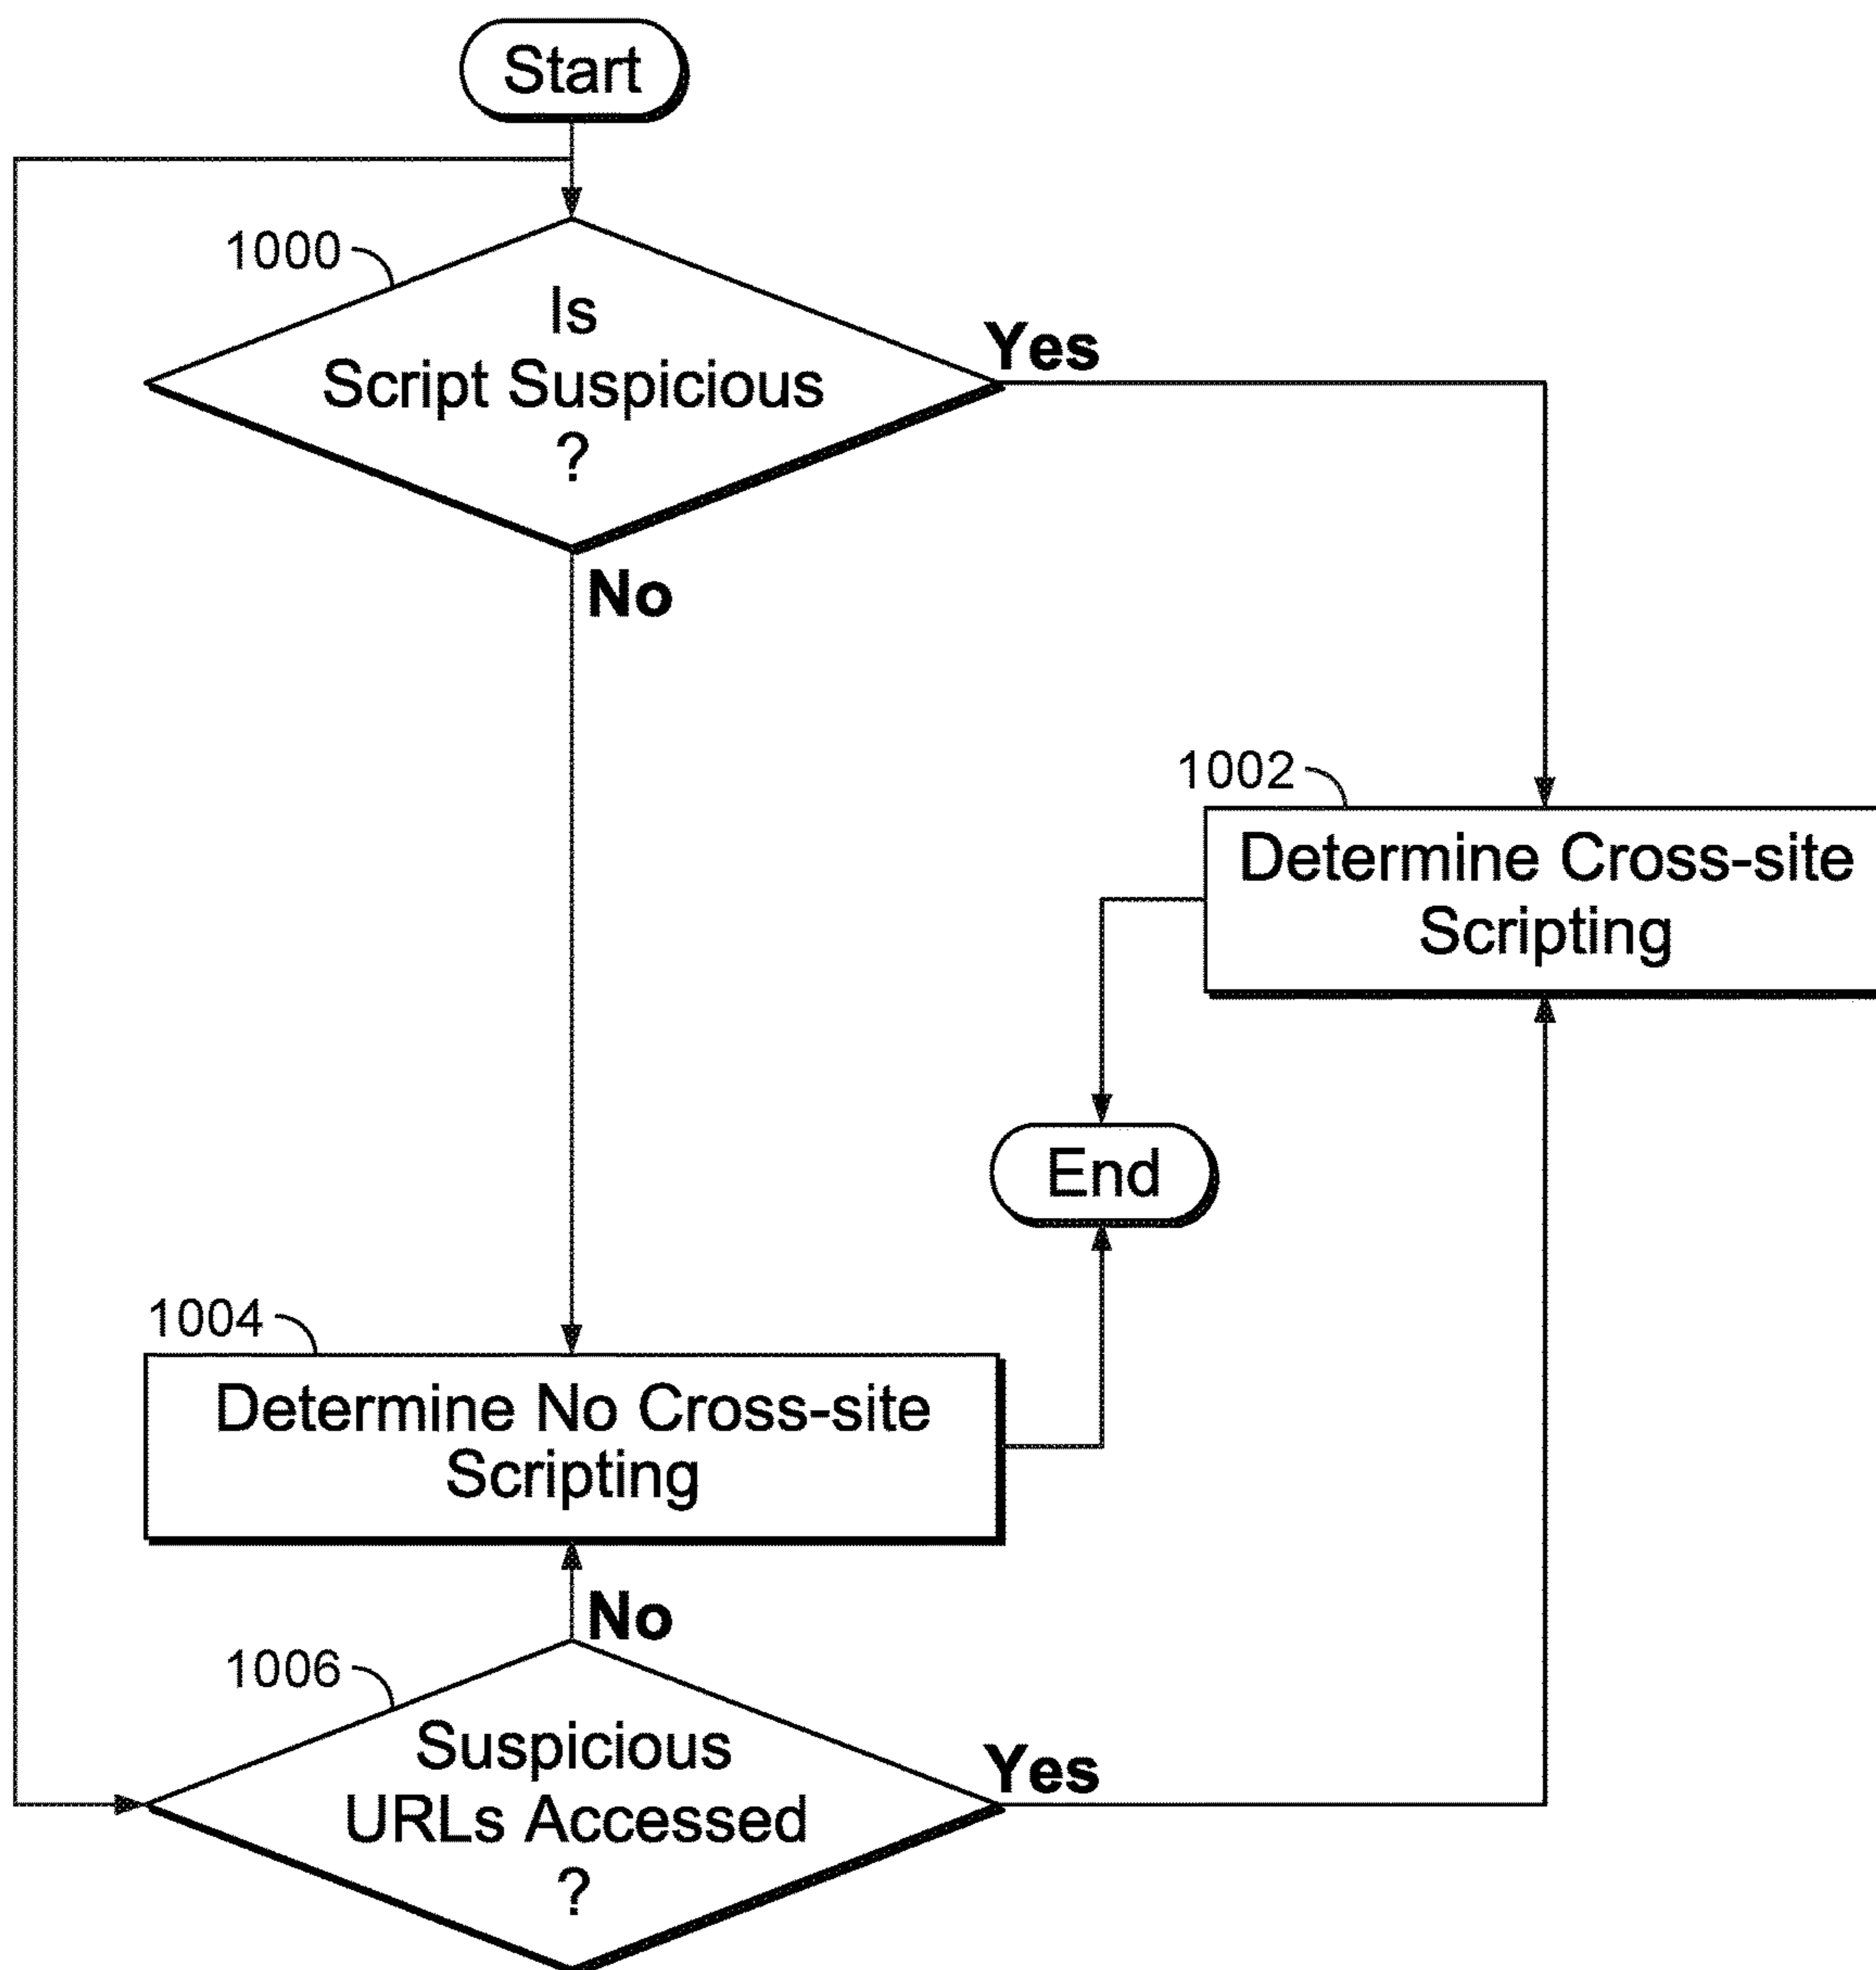 Start
1000
Is
Script Suspicious
?
Yes
No
1002
Determine Cross-site
Scripting
End
1004
Determine No Cross-site
Scripting
No
1006
Suspicious
URLs Accessed
?
Yes